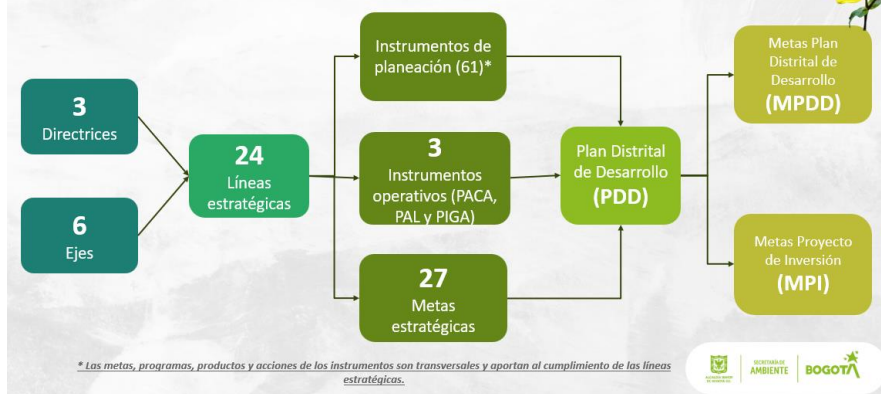 3
Directrices
6
Ejes
24
Líneas
estratégicas
Instrumentos de
planeación (61)*
3
Instrumentos
operativos (PACA,
PAL y PIGA)
27
Metas
estratégicas
Plan Distrital
de Desarrollo
(PDD)
Metas Plan
Distrital de
Desarrollo
(MPDD)
Metas Proyecto
de Inversión
(MPI)
* Las metas, programas, productos y acciones de los instrumentos son transversales y aportan al cumplimiento de las líneas
estratégicas.
SECRETARÍA DE
AMBIENTE
BOGOTÁ